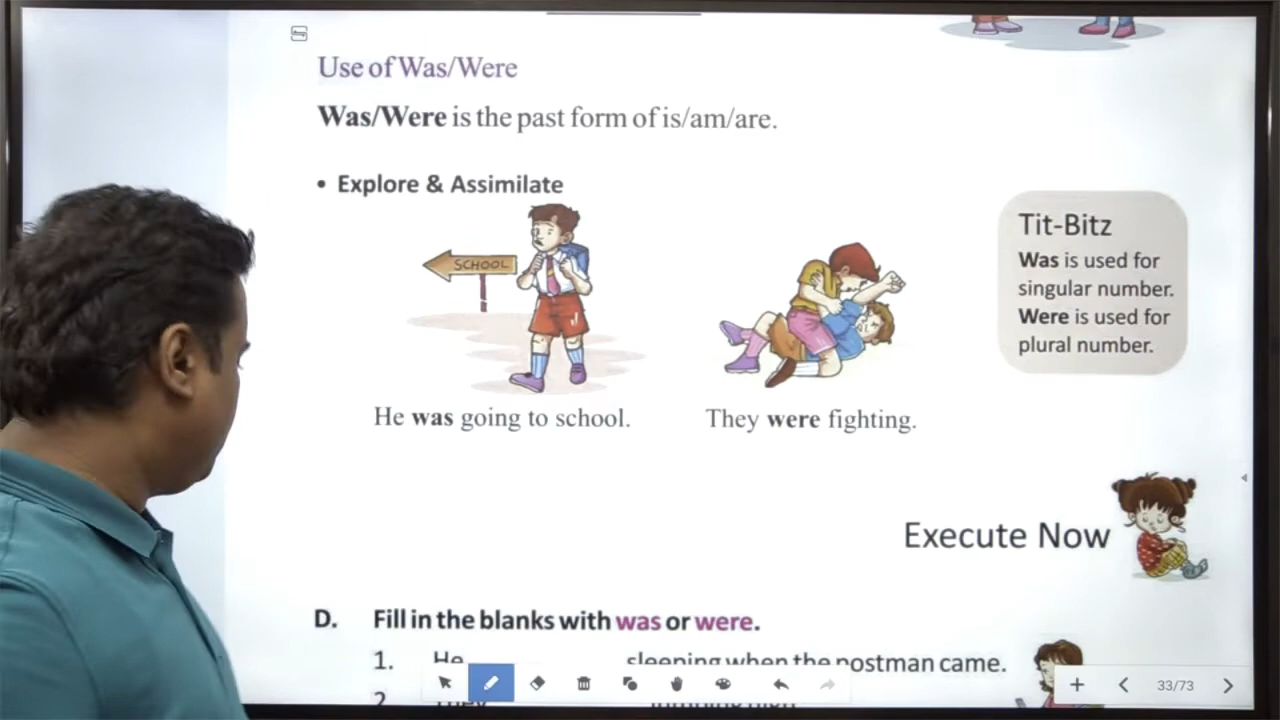 Use of Was/Were
Was/Were is the past form of is/am/are.
• Explore & Assimilate
SCHOOL
He was going to school.
They were fighting.
Tit-Bitz
Was is used for
singular number.
Were is used for
plural number.
Execute Now
D. Fill in the blanks with was or were.
1. He sleeping when the postman came.
2. They
33/73